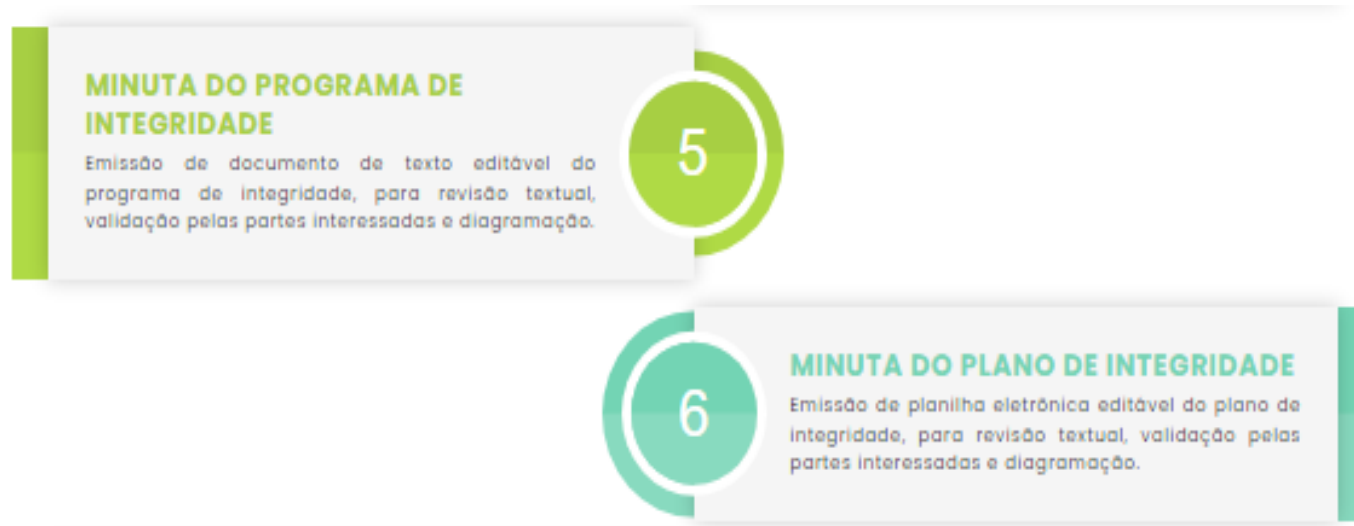 MINUTA DO PROGRAMA DE
INTEGRIDADE
Emissão de documento de texto editável do
programa de integridade, para revisão textual,
validação pelas partes interessadas e diagramação.
5
6
MINUTA DO PLANO DE INTEGRIDADE
Emissão de planilha eletrônica editável do plano de
integridade, para revisão textual, validação pelas
partes interessadas e diagramação.